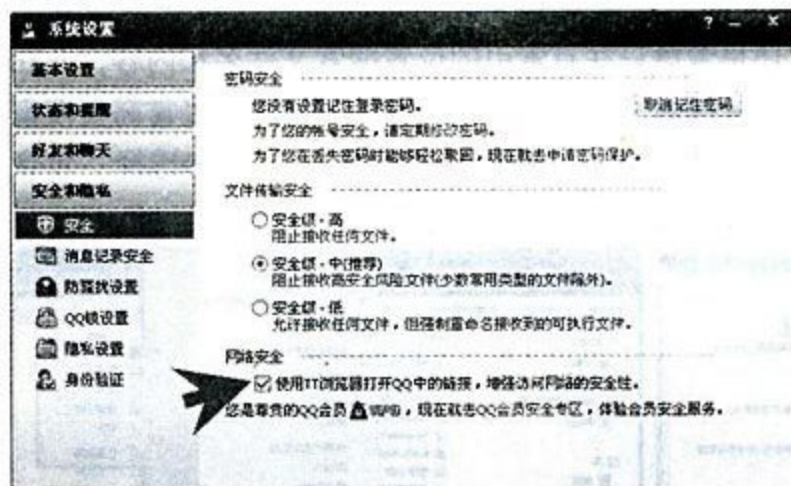 系统设置
? — ×
基本设置
状态和提醒
好友和聊天
安全和隐私
安全
消息记录安全
防骚扰设置
QQ锁设置
隐私设置
身份验证
密码安全
您没有设置记住登录密码。
取消记住密码
为了您的帐号安全，请定期修改密码。
为了您在丢失密码时能够轻松取回，现在就去申请密码保护。
文件传输安全
安全级 - 高
阻止接收任何文件。
安全级 - 中(推荐)
阻止接收高安全风险文件(少数常用类型的文件除外)。
安全级 - 低
允许接收任何文件，但强制重命名接收到的可执行文件。
网络安全
使用TT浏览器打开QQ中的链接，增强访问网络的安全性。
您是尊贵的QQ会员，现在就去QQ会员安全专区，体验会员安全服务。